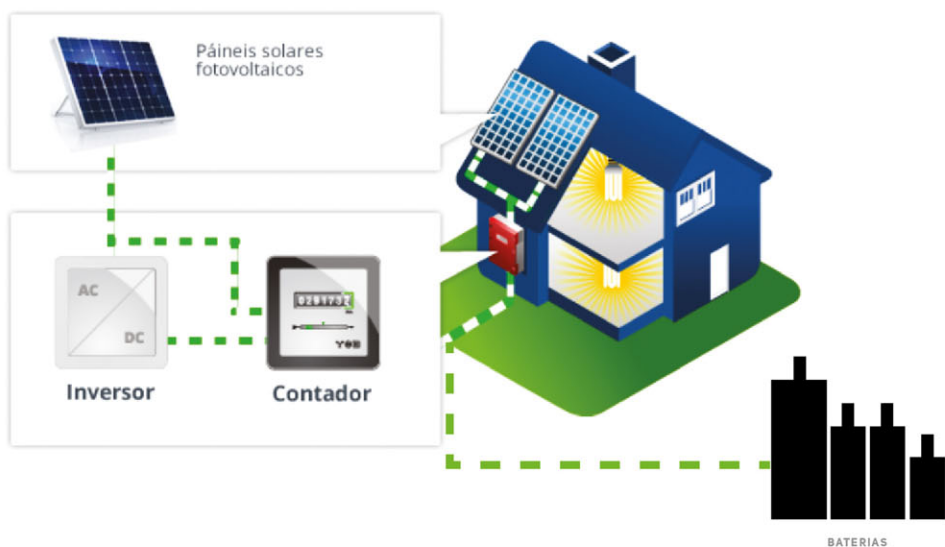 Páineis solares
fotovoltaicos
AC
DC
Inversor
Contador
BATERIAS